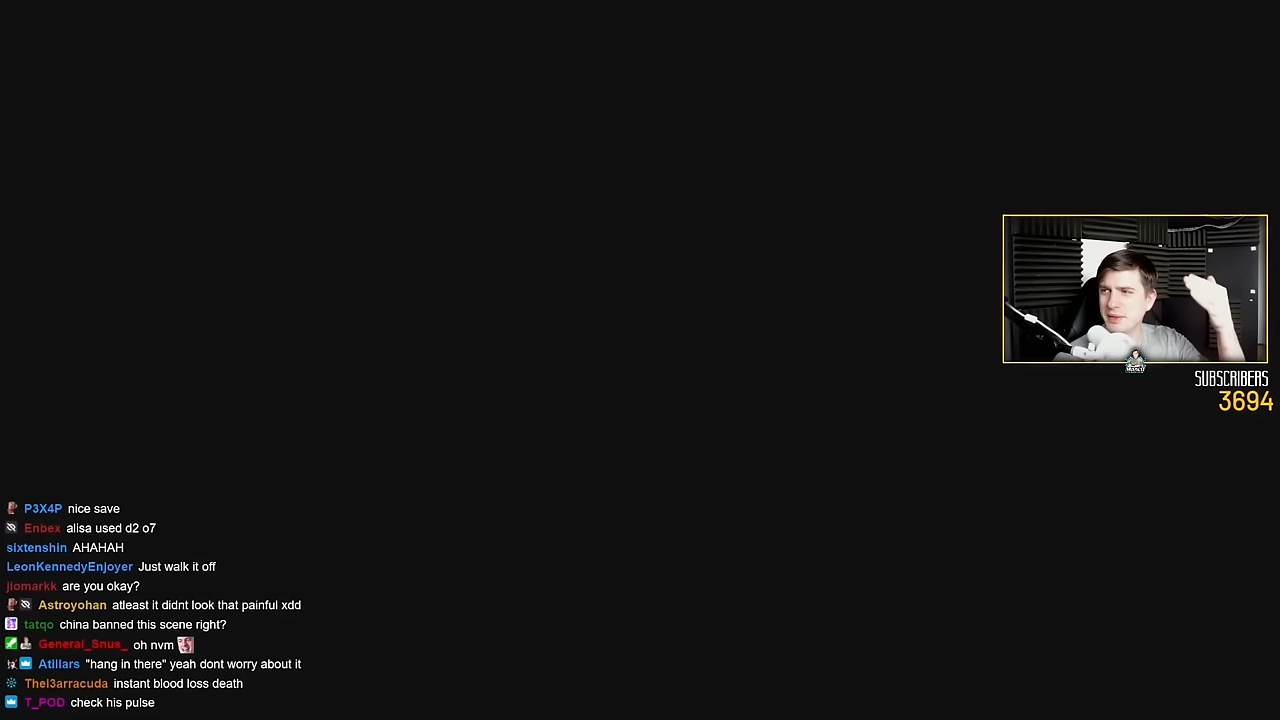 SUBSCRIBERS
3694
P3X4P nice save
Enbex alisa used d2 o7
sixtenshin AHAHAH
LeonKennedyEnjoyer Just walk it off
jlomarkk are you okay?
Astroyohan atleast it didnt look that painful xdd
tatqo china banned this scene right?
General_Snus_ oh nvm
Atillars "hang in there" yeah dont worry about it
Thel3arracuda instant blood loss death
T_POD check his pulse